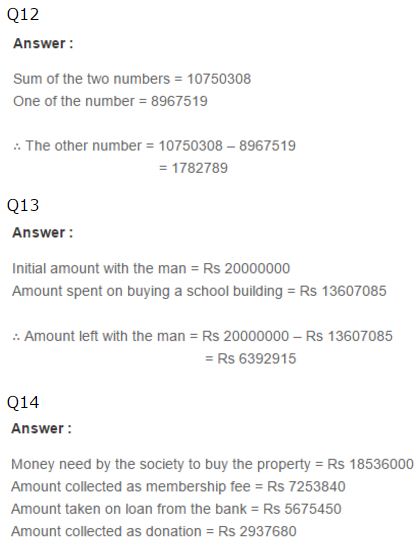 Q12
Answer :
Sum of the two numbers = 10750308
One of the number = 8967519
∴ The other number = 10750308 – 8967519
= 1782789
Q13
Answer :
Initial amount with the man = Rs 20000000
Amount spent on buying a school building = Rs 13607085
∴ Amount left with the man = Rs 20000000 – Rs 13607085
= Rs 6392915
Q14
Answer :
Money need by the society to buy the property = Rs 18536000
Amount collected as membership fee = Rs 7253840
Amount taken on loan from the bank = Rs 5675450
Amount collected as donation = Rs 2937680